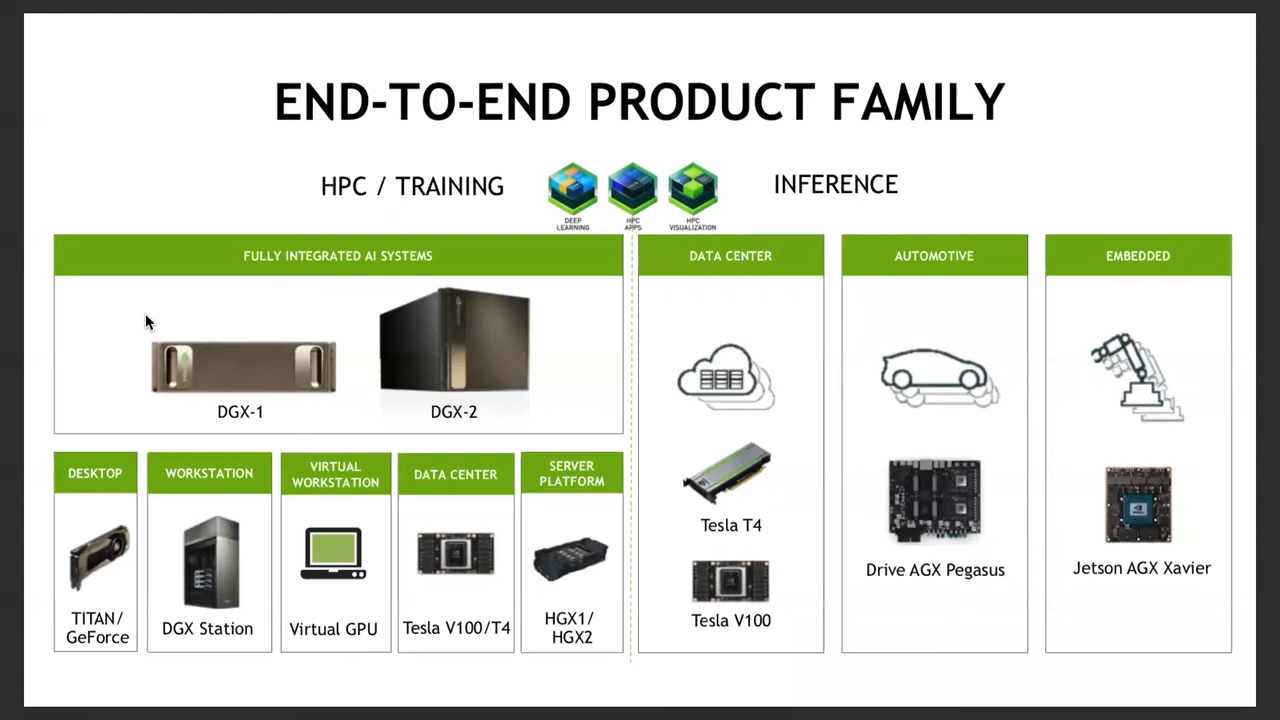 END-TO-END PRODUCT FAMILY
HPC / TRAINING
INFERENCE
DEEP
LEARNING
HPC
APPS
HPC
VISUALIZATION
FULLY INTEGRATED AI SYSTEMS
DGX-1
DGX-2
DESKTOP
TITAN/
GeForce
WORKSTATION
DGX Station
VIRTUAL
WORKSTATION
Virtual GPU
DATA CENTER
Tesla V100/T4
SERVER
PLATFORM
HGX1/
HGX2
DATA CENTER
Tesla T4
Tesla V100
AUTOMOTIVE
Drive AGX Pegasus
EMBEDDED
Jetson AGX Xavier